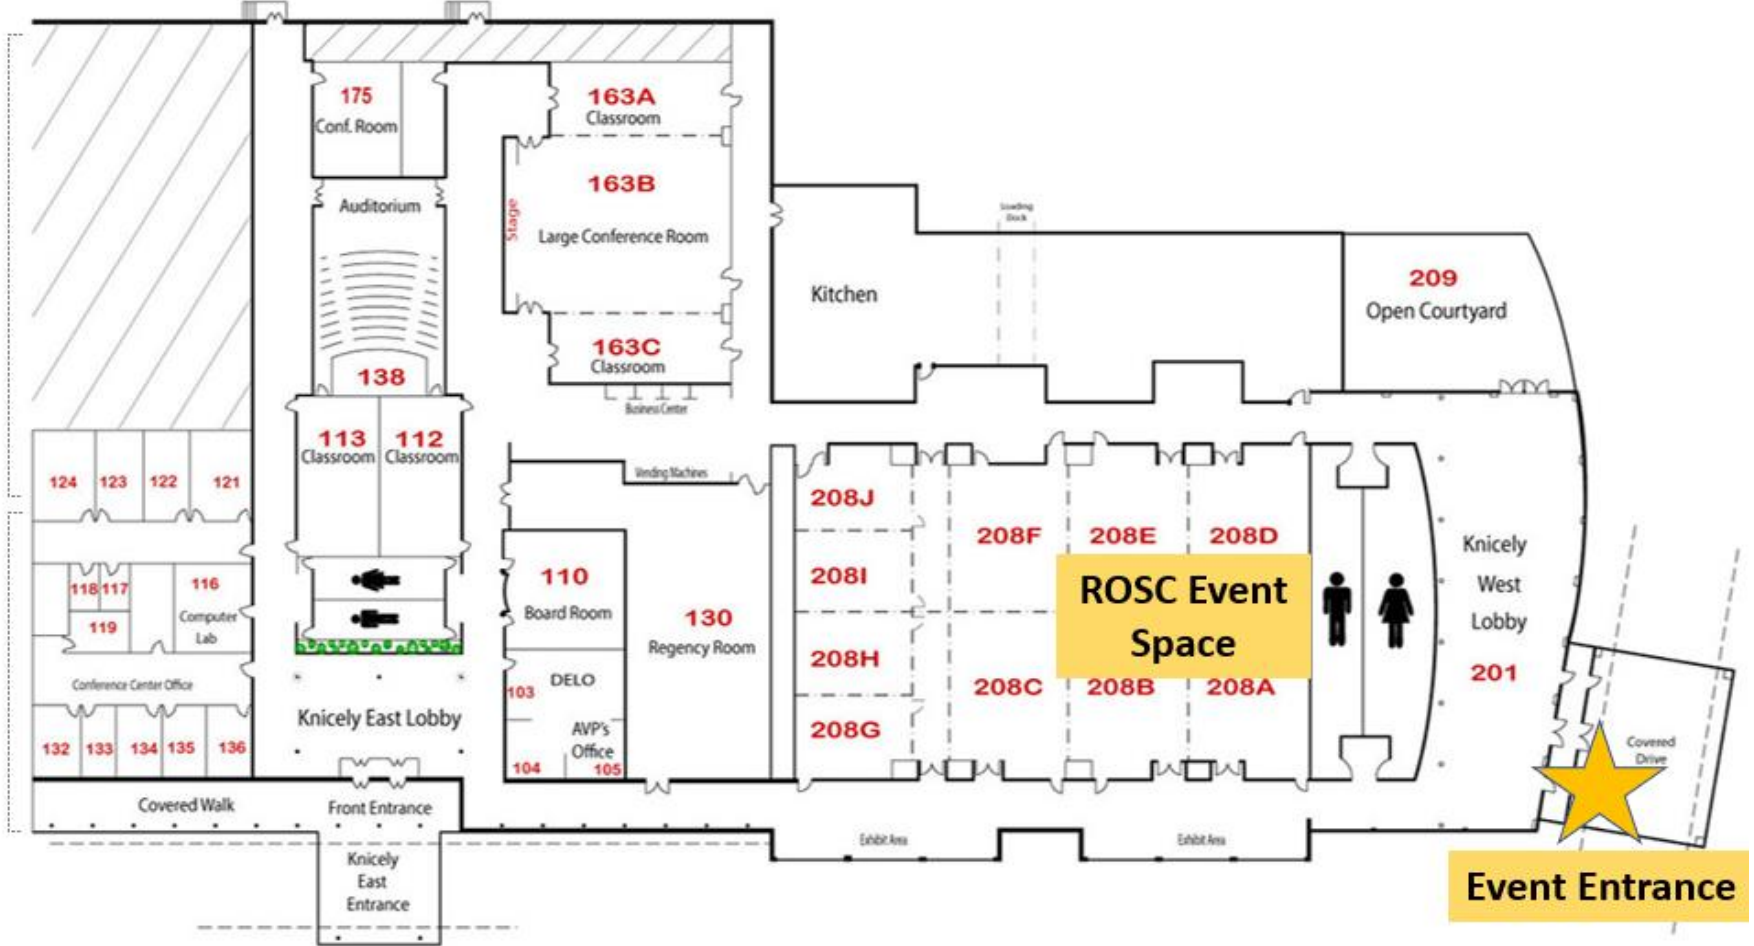 175
Conf. Room
163A
Classroom
163B
Large Conference Room
Stage
163C
Classroom
Business Center
Auditorium
138
113
Classroom
112
Classroom
Loading
Dock
Kitchen
209
Open Courtyard
124
123
122
121
118
117
119
116
Computer
Lab
Conference Center Office
132
133
134
135
136
Knicely East Lobby
Vending Machines
110
Board Room
103
DELO
AVP's
Office
104
105
130
Regency Room
208J
208I
208H
208G
208F
208E
208D
ROSC Event
Space
208C
208B
208A
Knicely
West
Lobby
201
Covered
Drive
Covered Walk
Front Entrance
Knicely
East
Entrance
Exhibit Area
Exhibit Area
Event Entrance